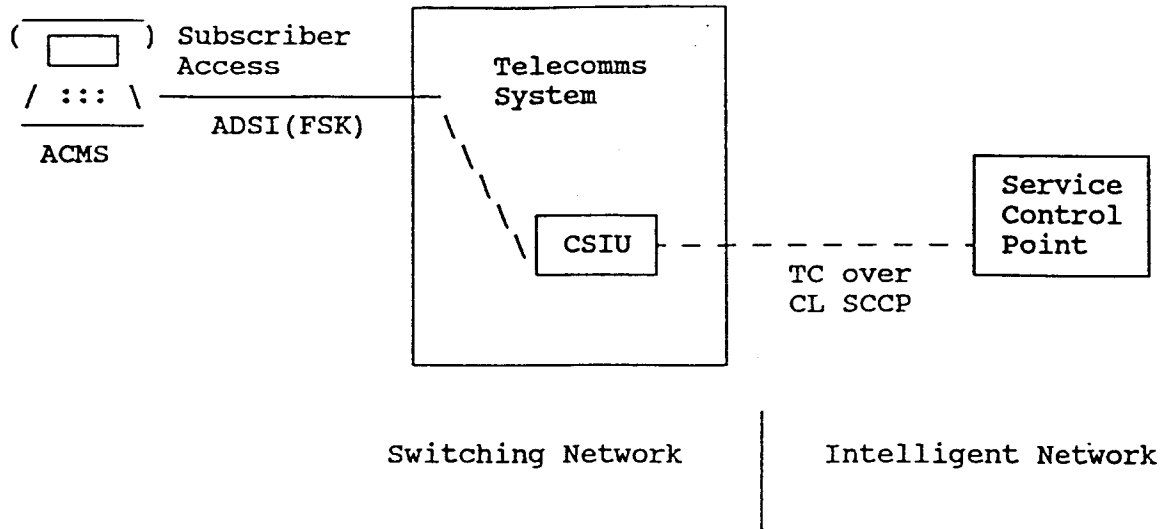 Subscriber
Access
ADSI(FSK)
ACMS
Telecomms
System
CSIU
TC over
CL SCCP
Service
Control
Point
Switching Network
Intelligent Network